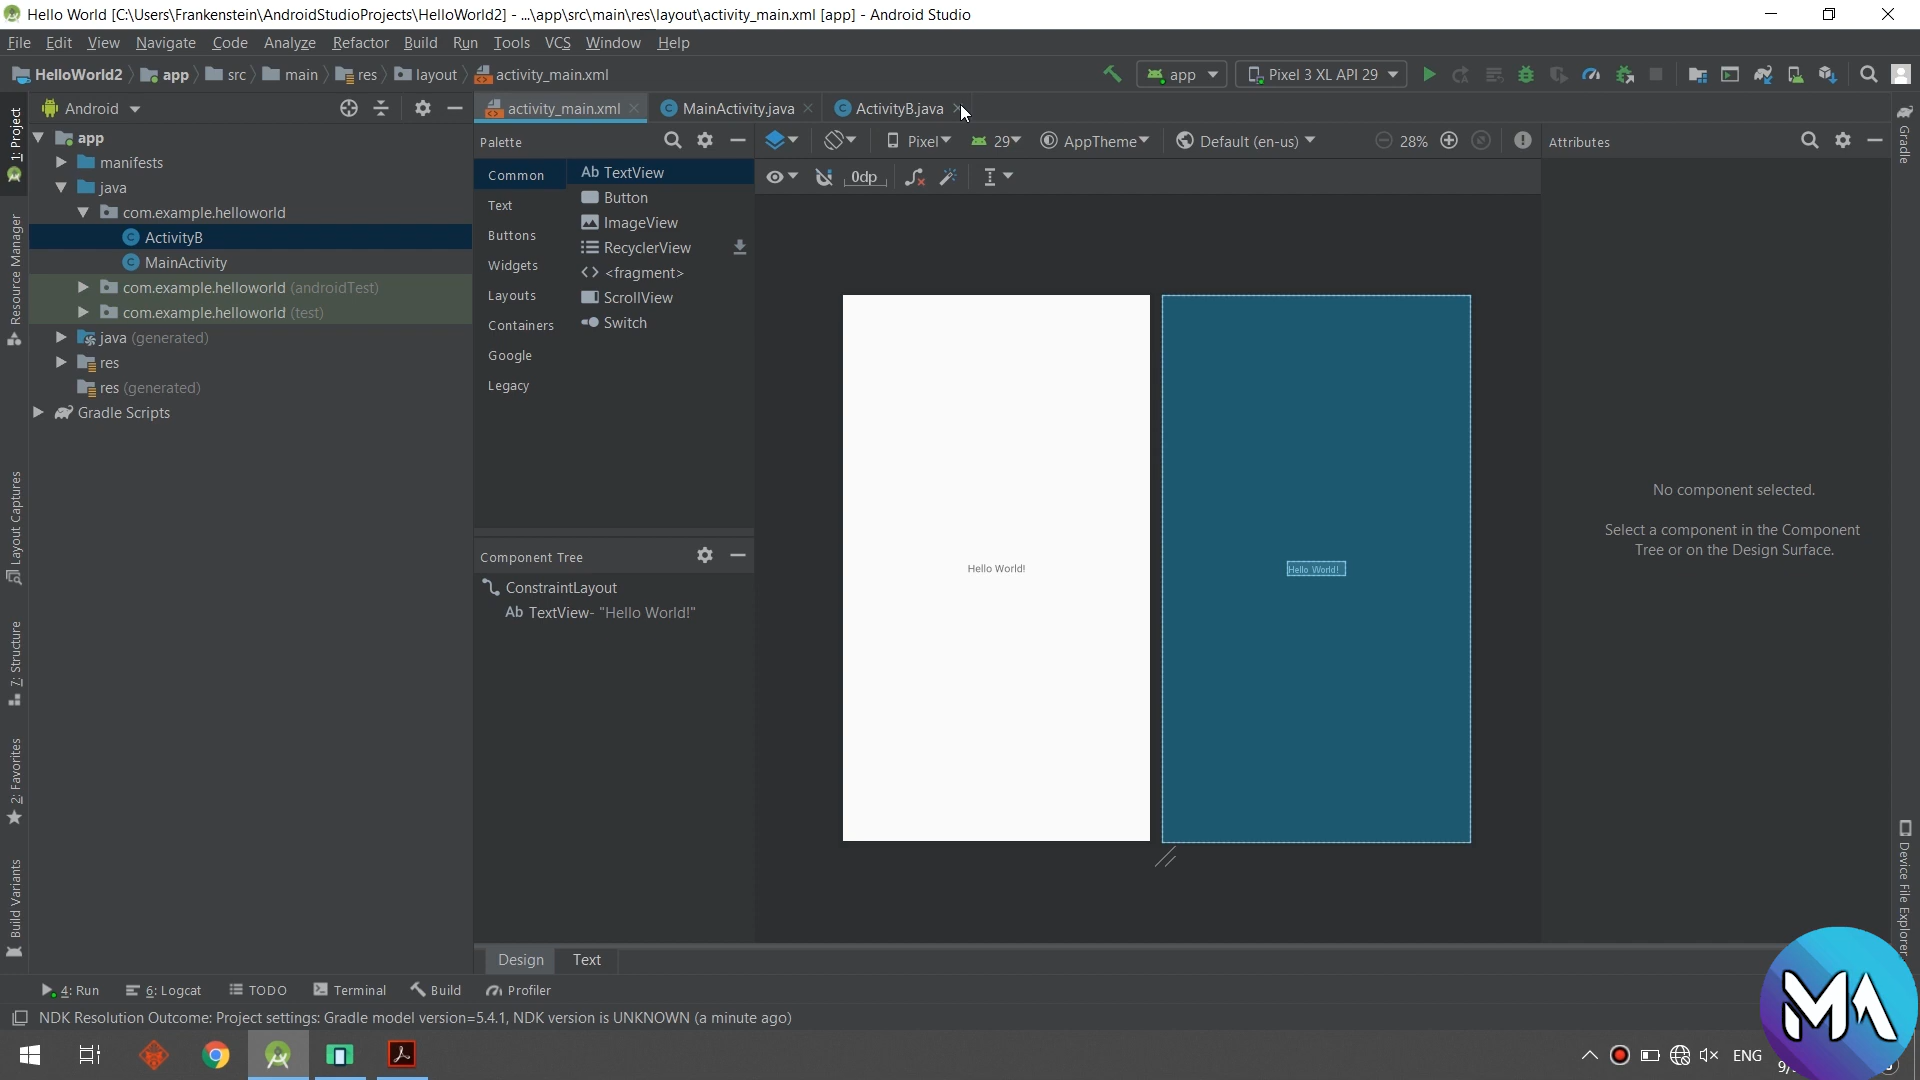 Hello World [C:\Users\Frankenstein\AndroidStudioProjects\HelloWorld2] - ...\app\src\main\res\layout\activity_main.xml [app] - Android Studio
File Edit View Navigate Code Analyze Refactor Build Run Tools VCS Window Help
HelloWorld2 app src main res layout activity_main.xml
app Pixel 3 XL API 29
Android
activity_main.xml MainActivity.java ActivityB.java
1: Project
Resource Manager
Layout Captures
7: Structure
2: Favorites
Build Variants
app
manifests
java
com.example.helloworld
ActivityB
MainActivity
com.example.helloworld (androidTest)
com.example.helloworld (test)
java (generated)
res
res (generated)
Gradle Scripts
Palette
Common
Text
Buttons
Widgets
Layouts
Containers
Google
Legacy
Ab TextView
Button
ImageView
RecyclerView
<fragment>
ScrollView
Switch
Component Tree
ConstraintLayout
Ab TextView- "Hello World!"
Pixel 29 AppTheme Default (en-us) 28%
0dp
Hello World!
Hello World!
Attributes
No component selected.
Select a component in the Component
Tree or on the Design Surface.
Gradle
Device File Explorer
Design Text
4: Run 6: Logcat TODO Terminal Build Profiler
NDK Resolution Outcome: Project settings: Gradle model version=5.4.1, NDK version is UNKNOWN (a minute ago)
ENG
MA